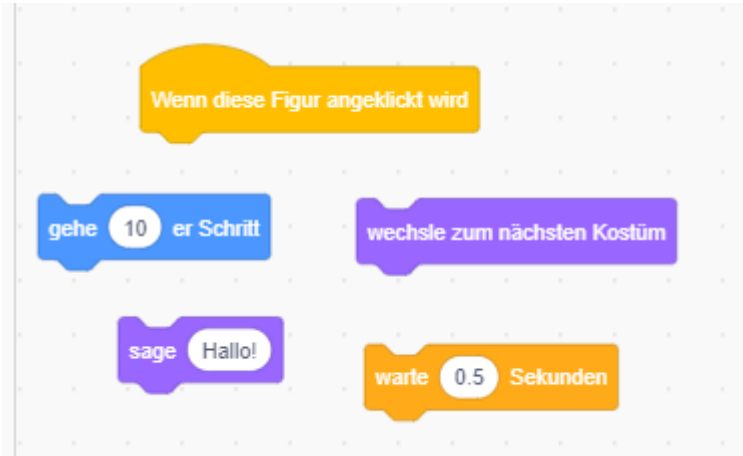 Wenn diese Figur angeklickt wird
gehe 10 er Schritt
wechsle zum nächsten Kostüm
sage Hallo!
warte 0.5 Sekunden